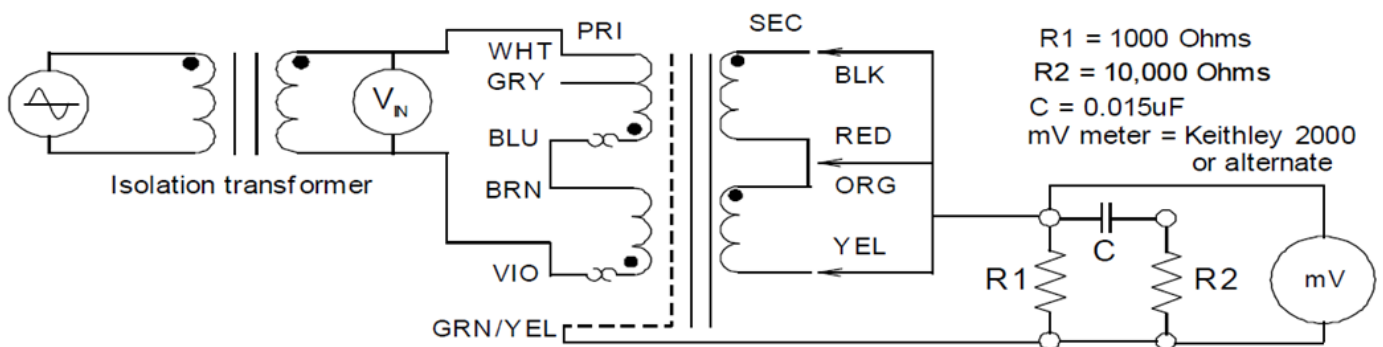 PRI
SEC
WHT
GRY
BLU
BRN
VIO
GRN/YEL
V_IN
Isolation transformer
BLK
RED
ORG
YEL
R1 = 1000 Ohms
R2 = 10,000 Ohms
C = 0.015uF
mV meter = Keithley 2000
or alternate
C
R1
R2
mV